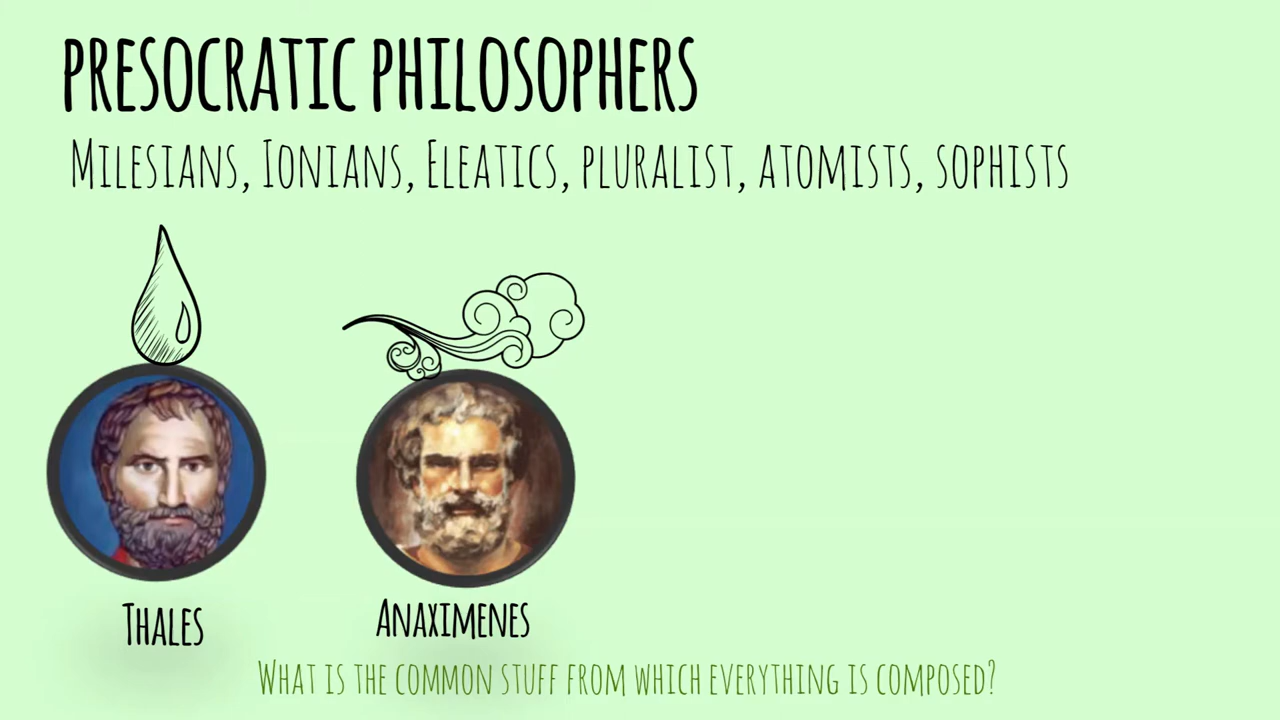 PRESOCRATIC PHILOSOPHERS
MILESIANS, IONIANS, ELEATICS, PLURALIST, ATOMISTS, SOPHISTS
THALES
ANAXIMENES
WHAT IS THE COMMON STUFF FROM WHICH EVERYTHING IS COMPOSED?